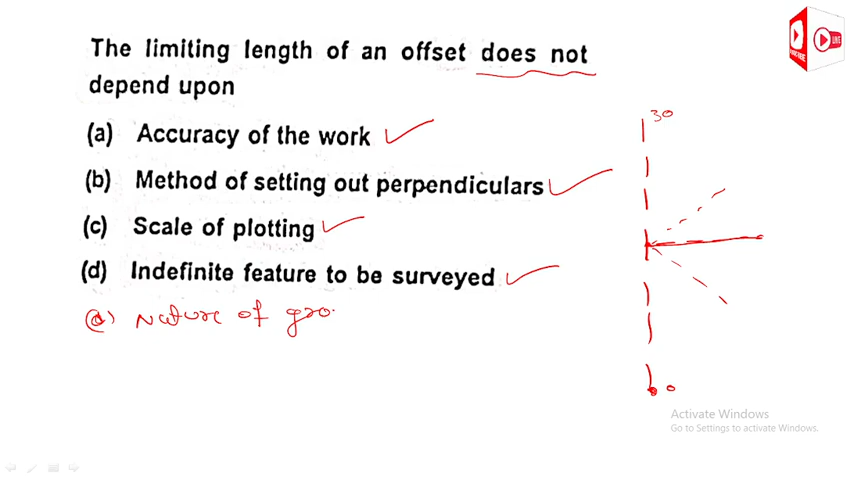 The limiting length of an offset does not
depend upon
(a) Accuracy of the work
(b) Method of setting out perpendiculars
(c) Scale of plotting
(d) Indefinite feature to be surveyed
(e) Nature of gro
30
0
Activate Windows
Go to Settings to activate Windows.
SUBSCRIBE
LIVE